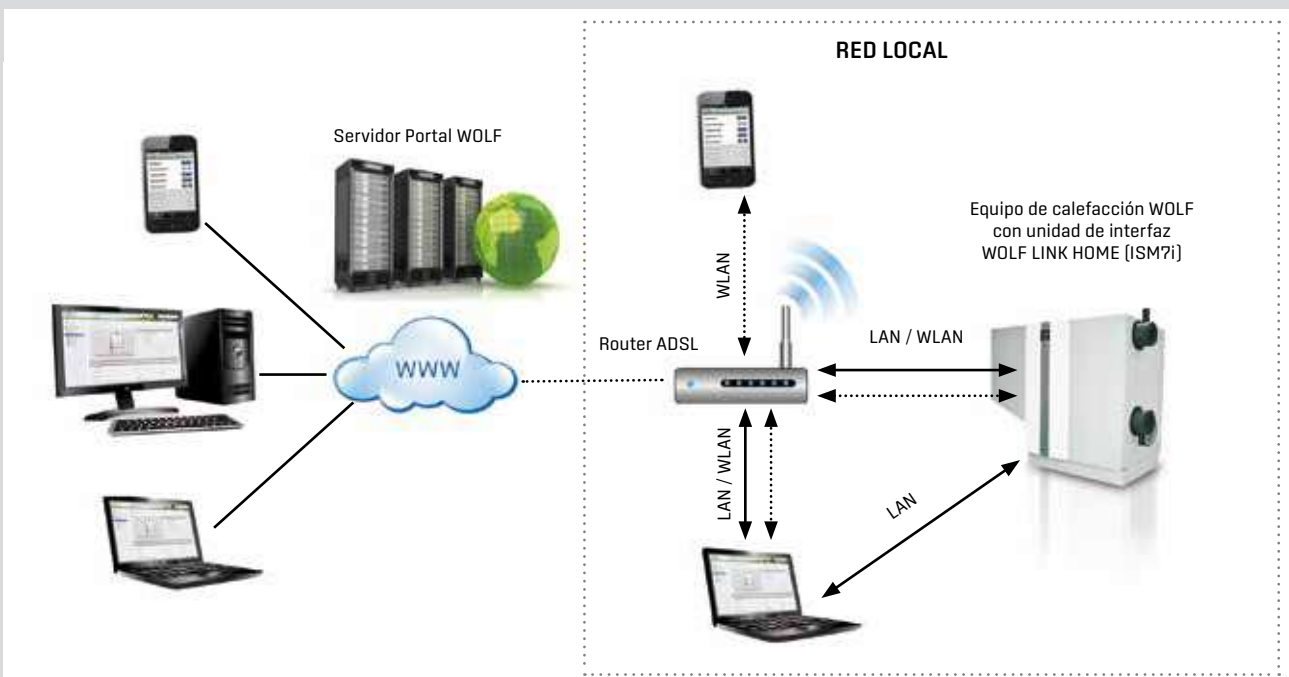 RED LOCAL
Servidor Portal WOLF
Equipo de calefacción WOLF
con unidad de interfaz
WOLF LINK HOME (ISM7i)
WLAN
Router ADSL
LAN / WLAN
WWW
LAN / WLAN
LAN